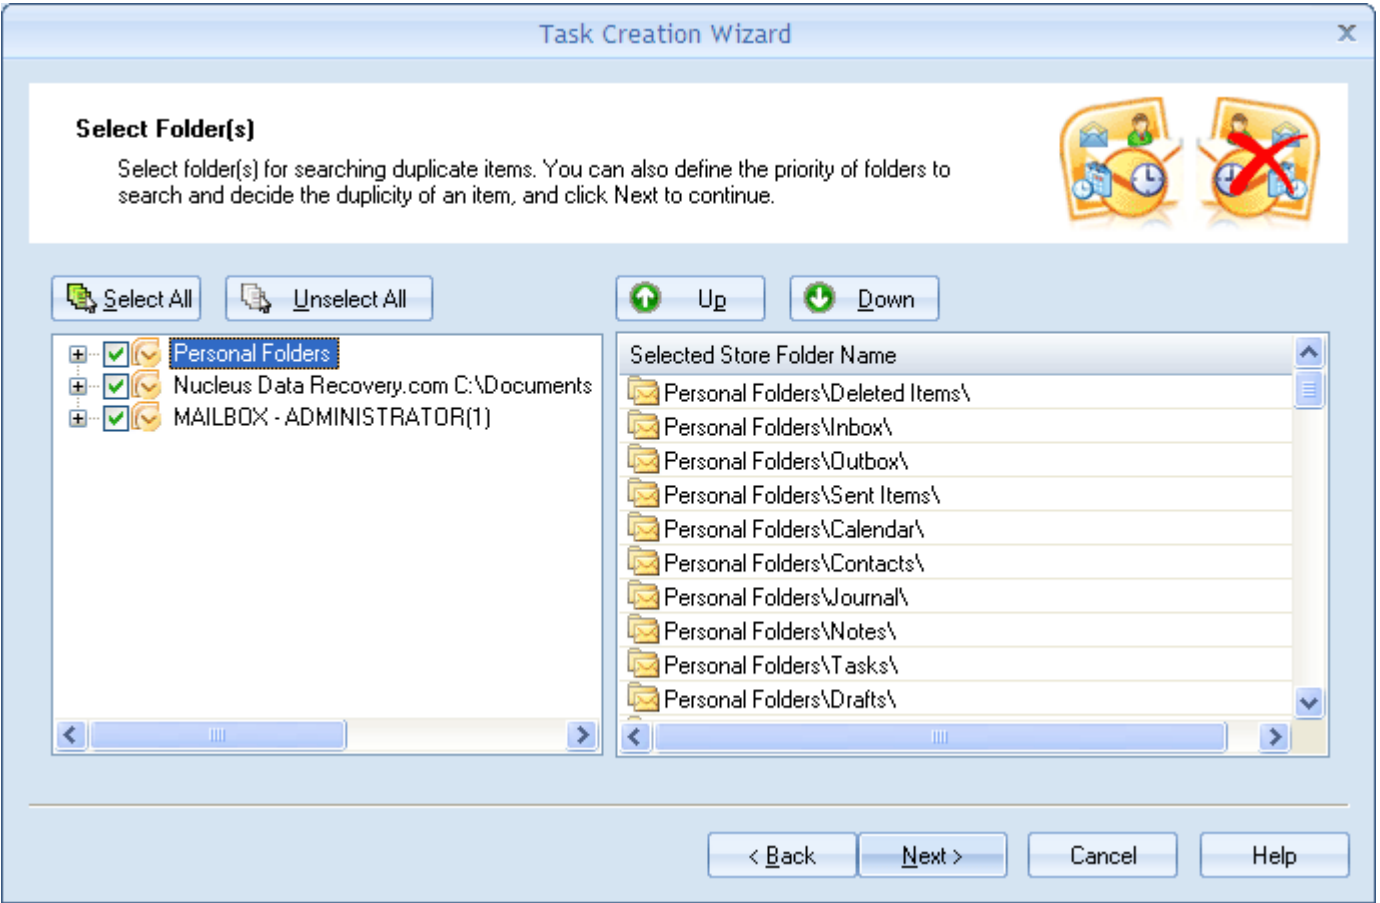 Task Creation Wizard
Select Folder(s)
Select folder(s) for searching duplicate items. You can also define the priority of folders to
search and decide the duplicity of an item, and click Next to continue.
Select All
Unselect All
Up
Down
Personal Folders
Nucleus Data Recovery.com C:\Documents
MAILBOX - ADMINISTRATOR(1)
Selected Store Folder Name
Personal Folders\Deleted Items\
Personal Folders\Inbox\
Personal Folders\Outbox\
Personal Folders\Sent Items\
Personal Folders\Calendar\
Personal Folders\Contacts\
Personal Folders\Journal\
Personal Folders\Notes\
Personal Folders\Tasks\
Personal Folders\Drafts\
< Back
Next >
Cancel
Help